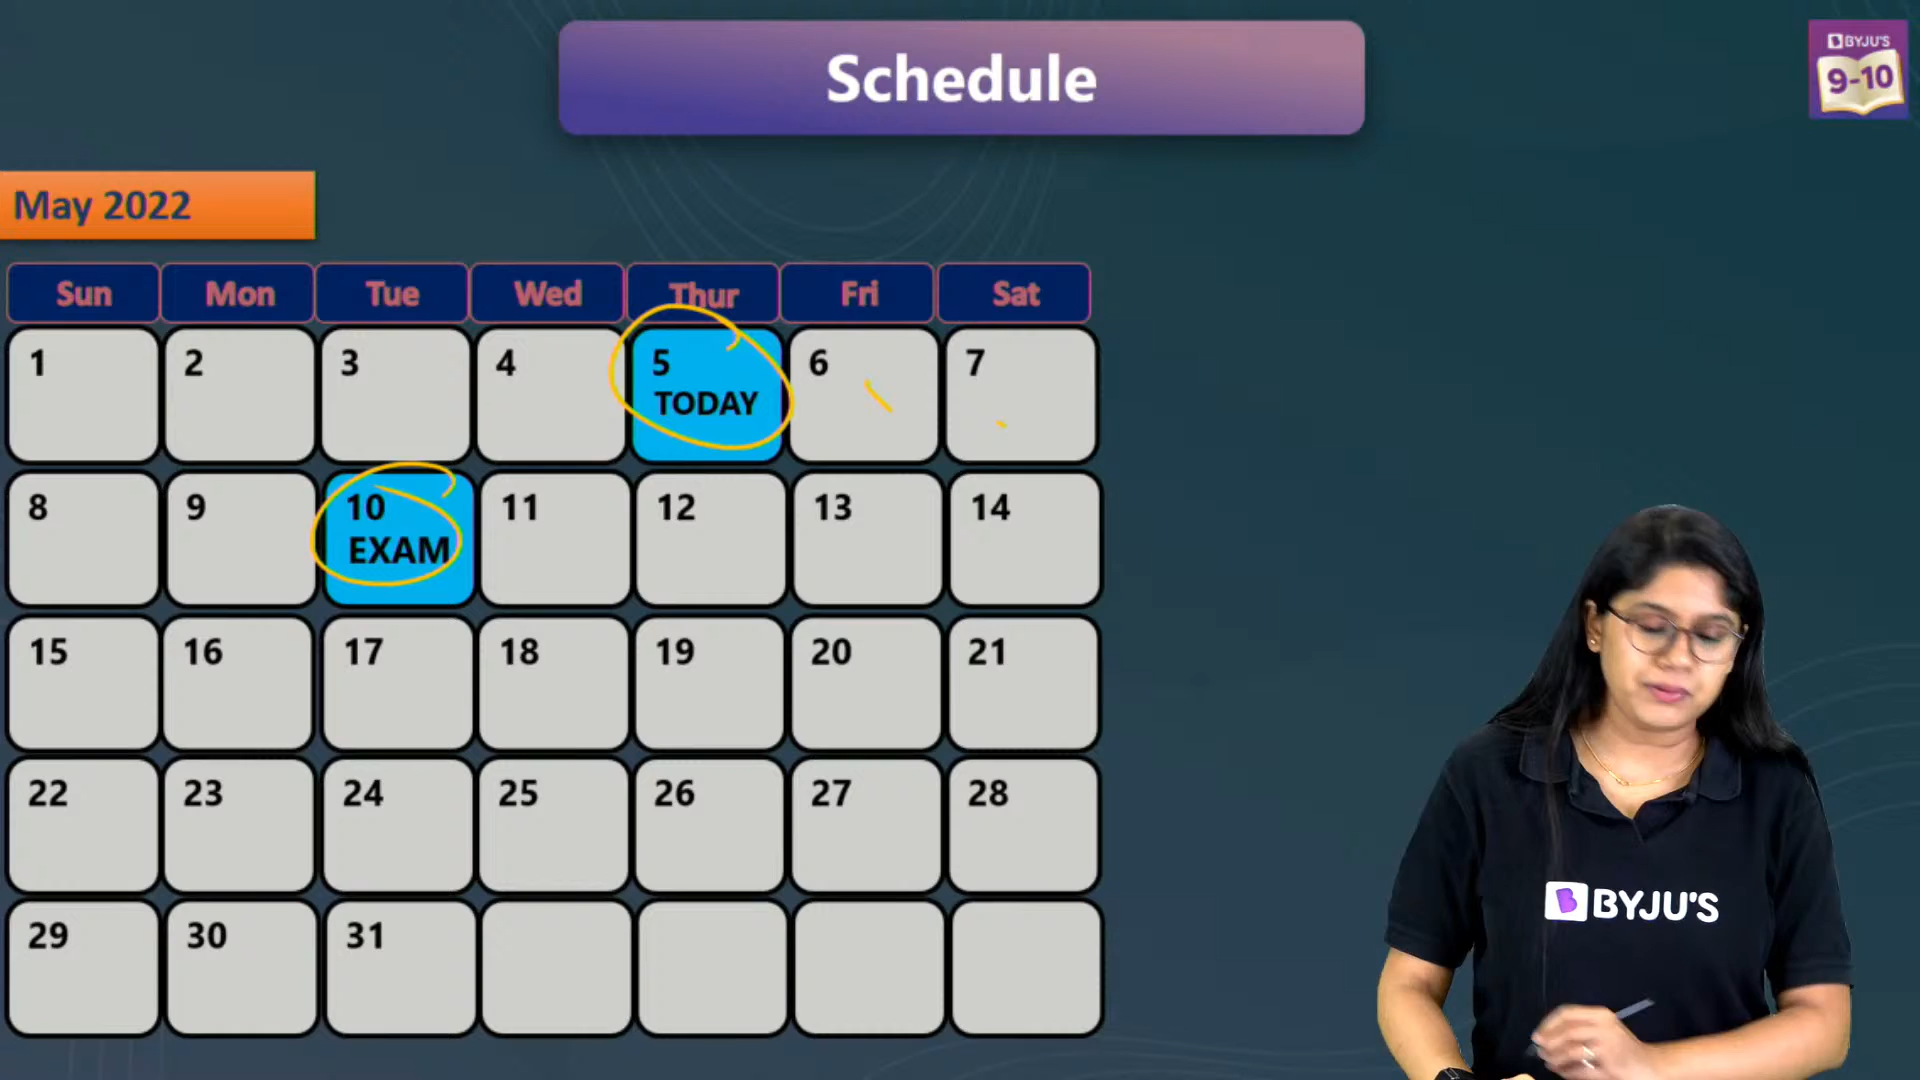 Schedule
BYJU'S
9-10
May 2022
Sun Mon Tue Wed Thur Fri Sat
1 2 3 4 5 6 7
TODAY
8 9 10 11 12 13 14
EXAM
15 16 17 18 19 20 21
22 23 24 25 26 27 28
29 30 31
BYJU'S